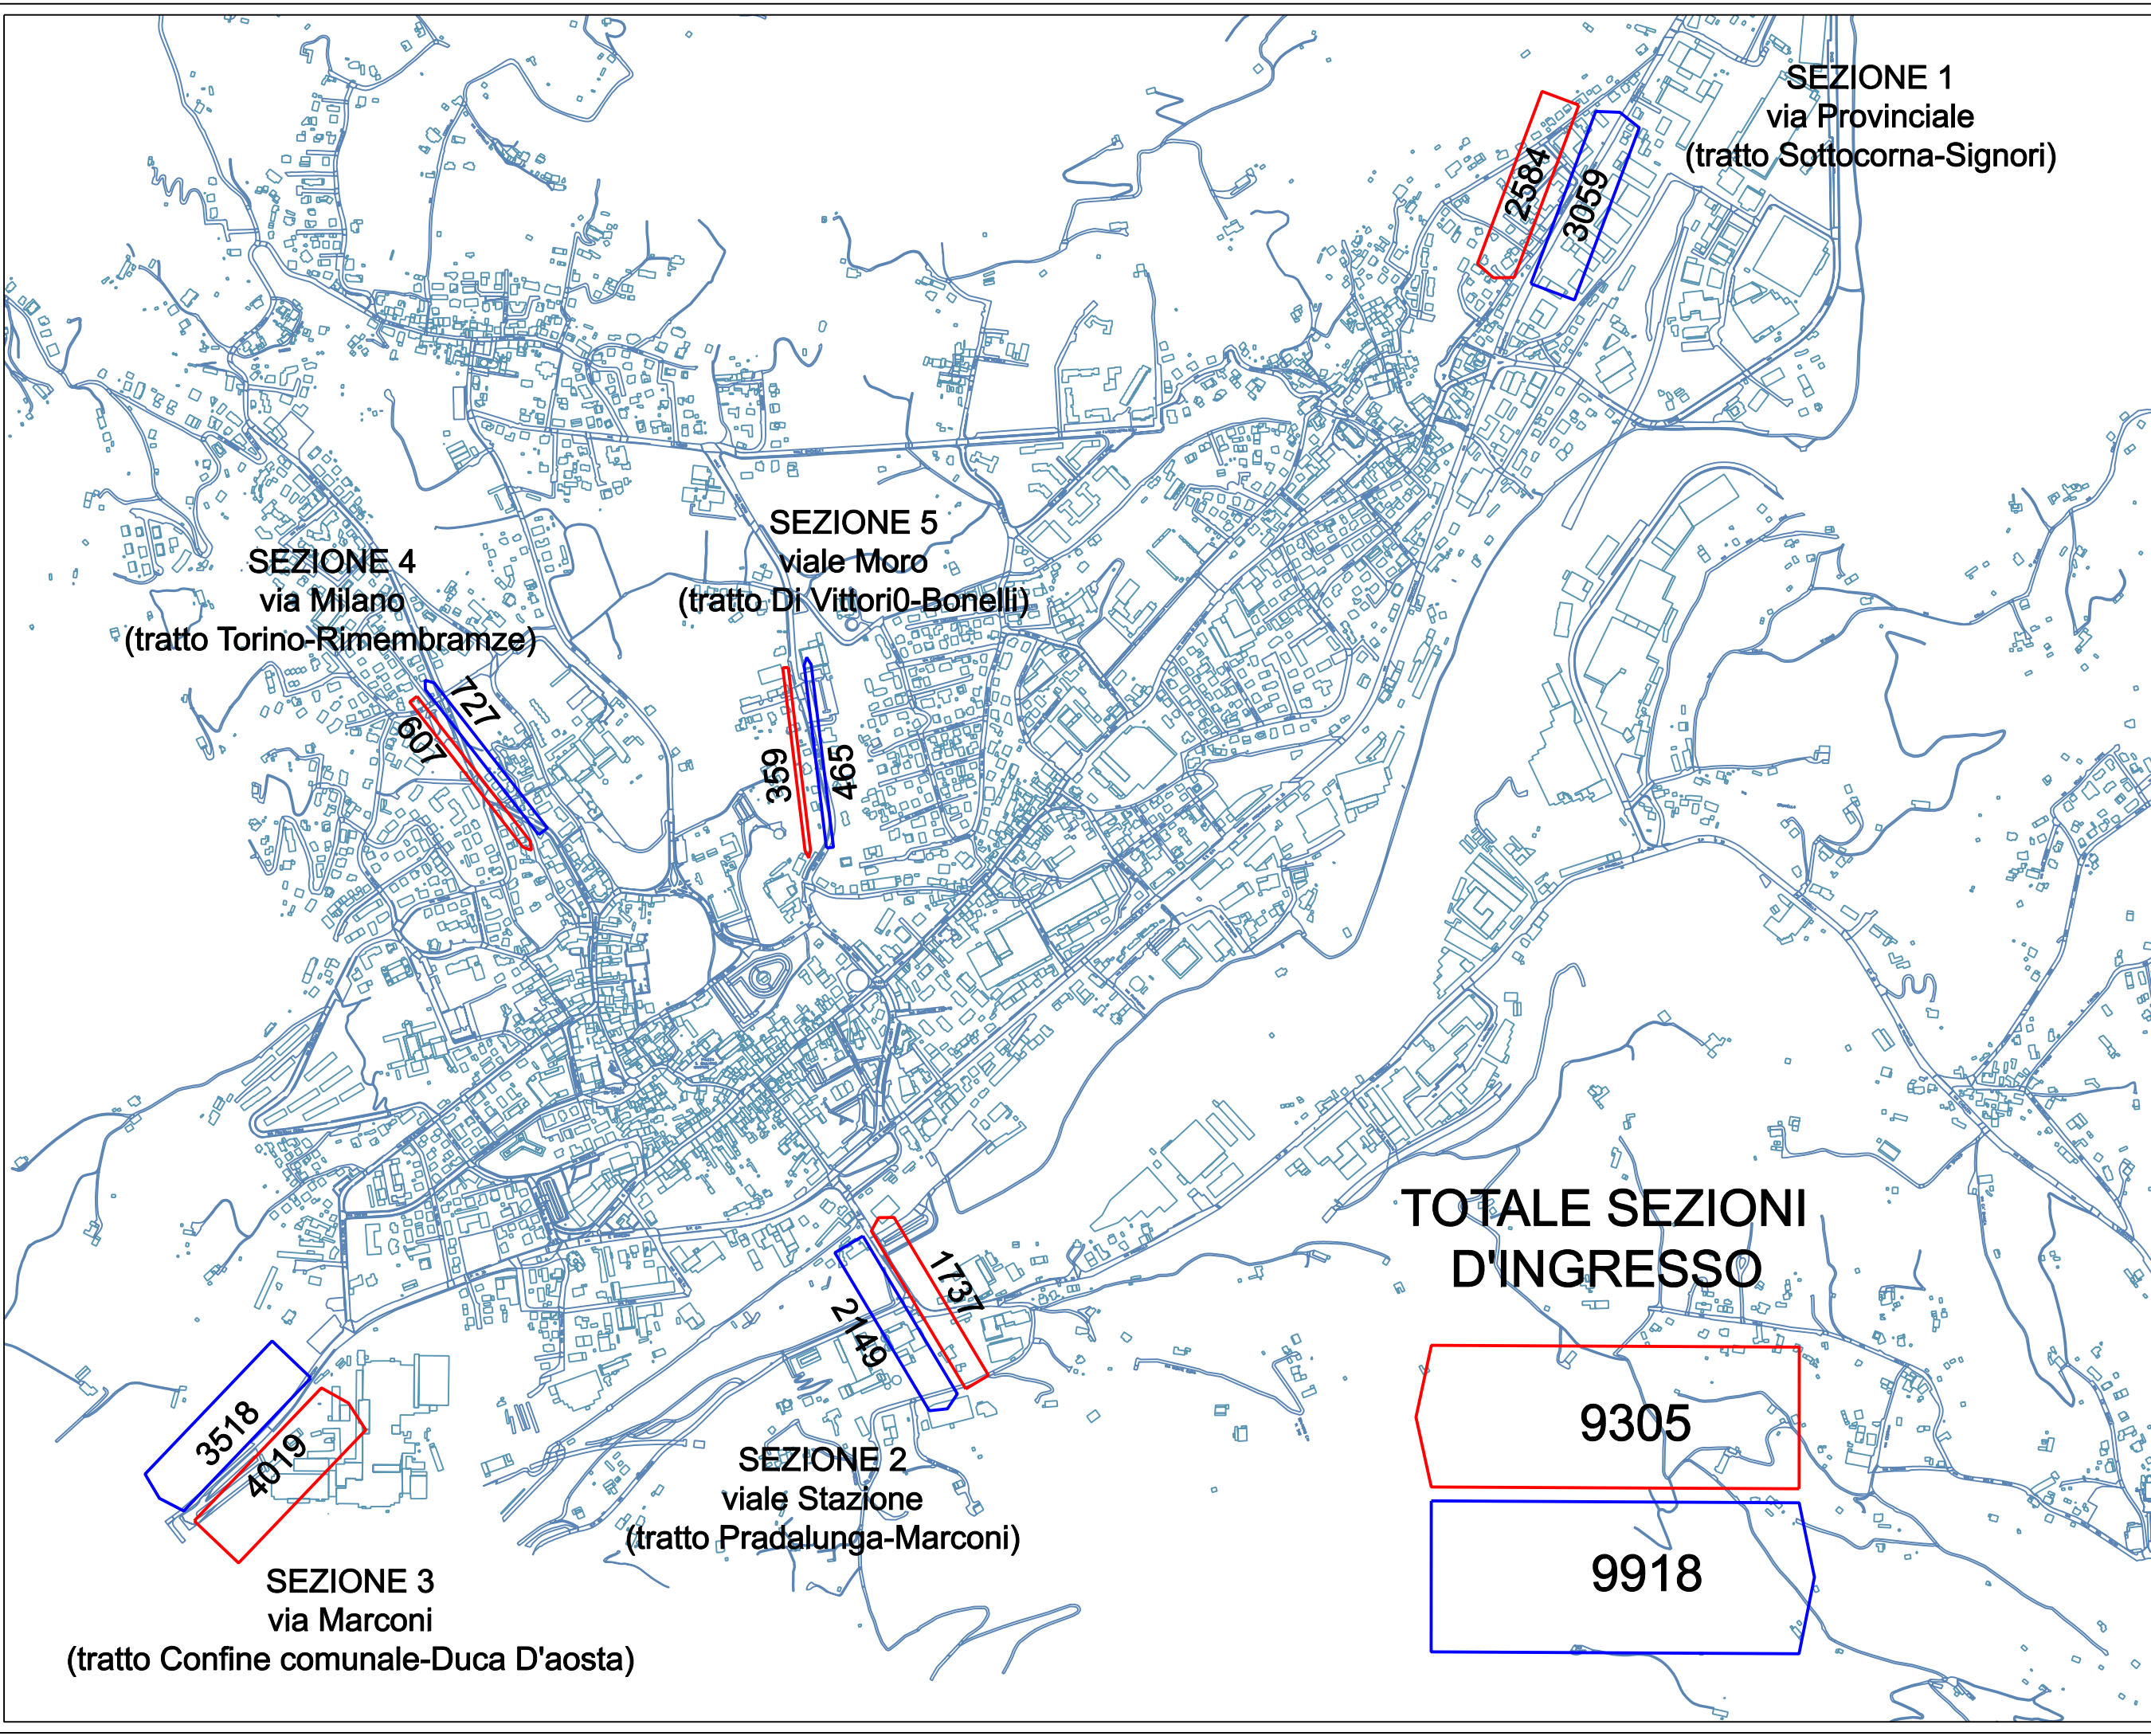 SEZIONE 1
via Provinciale
(tratto Sottocorna-Signori)
2584
3059
SEZIONE 5
viale Moro
(tratto Di Vittori0-Bonelli)
SEZIONE 4
via Milano
(tratto Torino-Rimembramze)
727
607
359
465
TOTALE SEZIONI
D'INGRESSO
1737
2149
9305
3518
4019
SEZIONE 2
viale Stazione
(tratto Pradalunga-Marconi)
9918
SEZIONE 3
via Marconi
(tratto Confine comunale-Duca D'aosta)